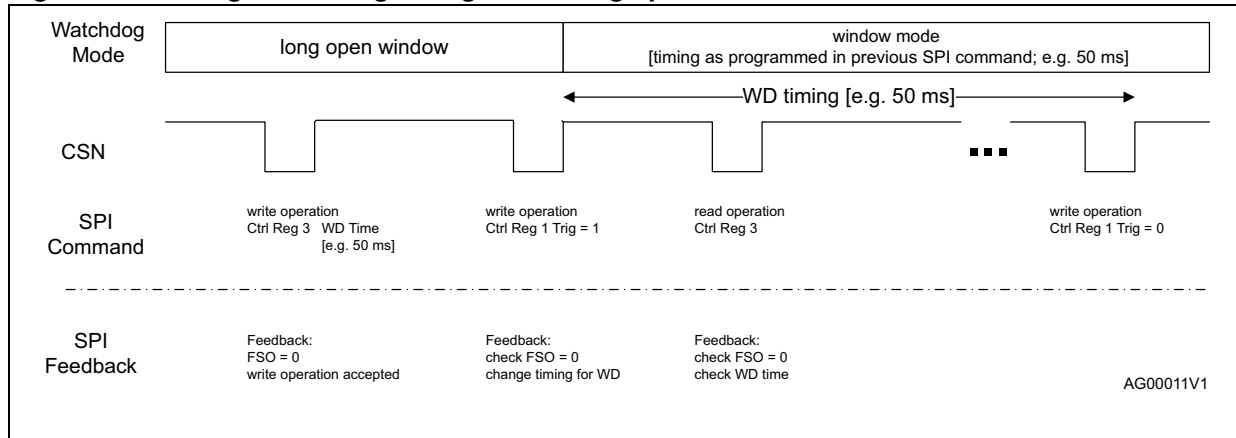 Watchdog
Mode
long open window
window mode
[timing as programmed in previous SPI command; e.g. 50 ms]
WD timing [e.g. 50 ms]
CSN
SPI
Command
write operation
Ctrl Reg 3 WD Time
[e.g. 50 ms]
write operation
Ctrl Reg 1 Trig = 1
read operation
Ctrl Reg 3
write operation
Ctrl Reg 1 Trig = 0
SPI
Feedback
Feedback:
FSO = 0
write operation accepted
Feedback:
check FSO = 0
change timing for WD
Feedback:
check FSO = 0
check WD time
AG00011V1